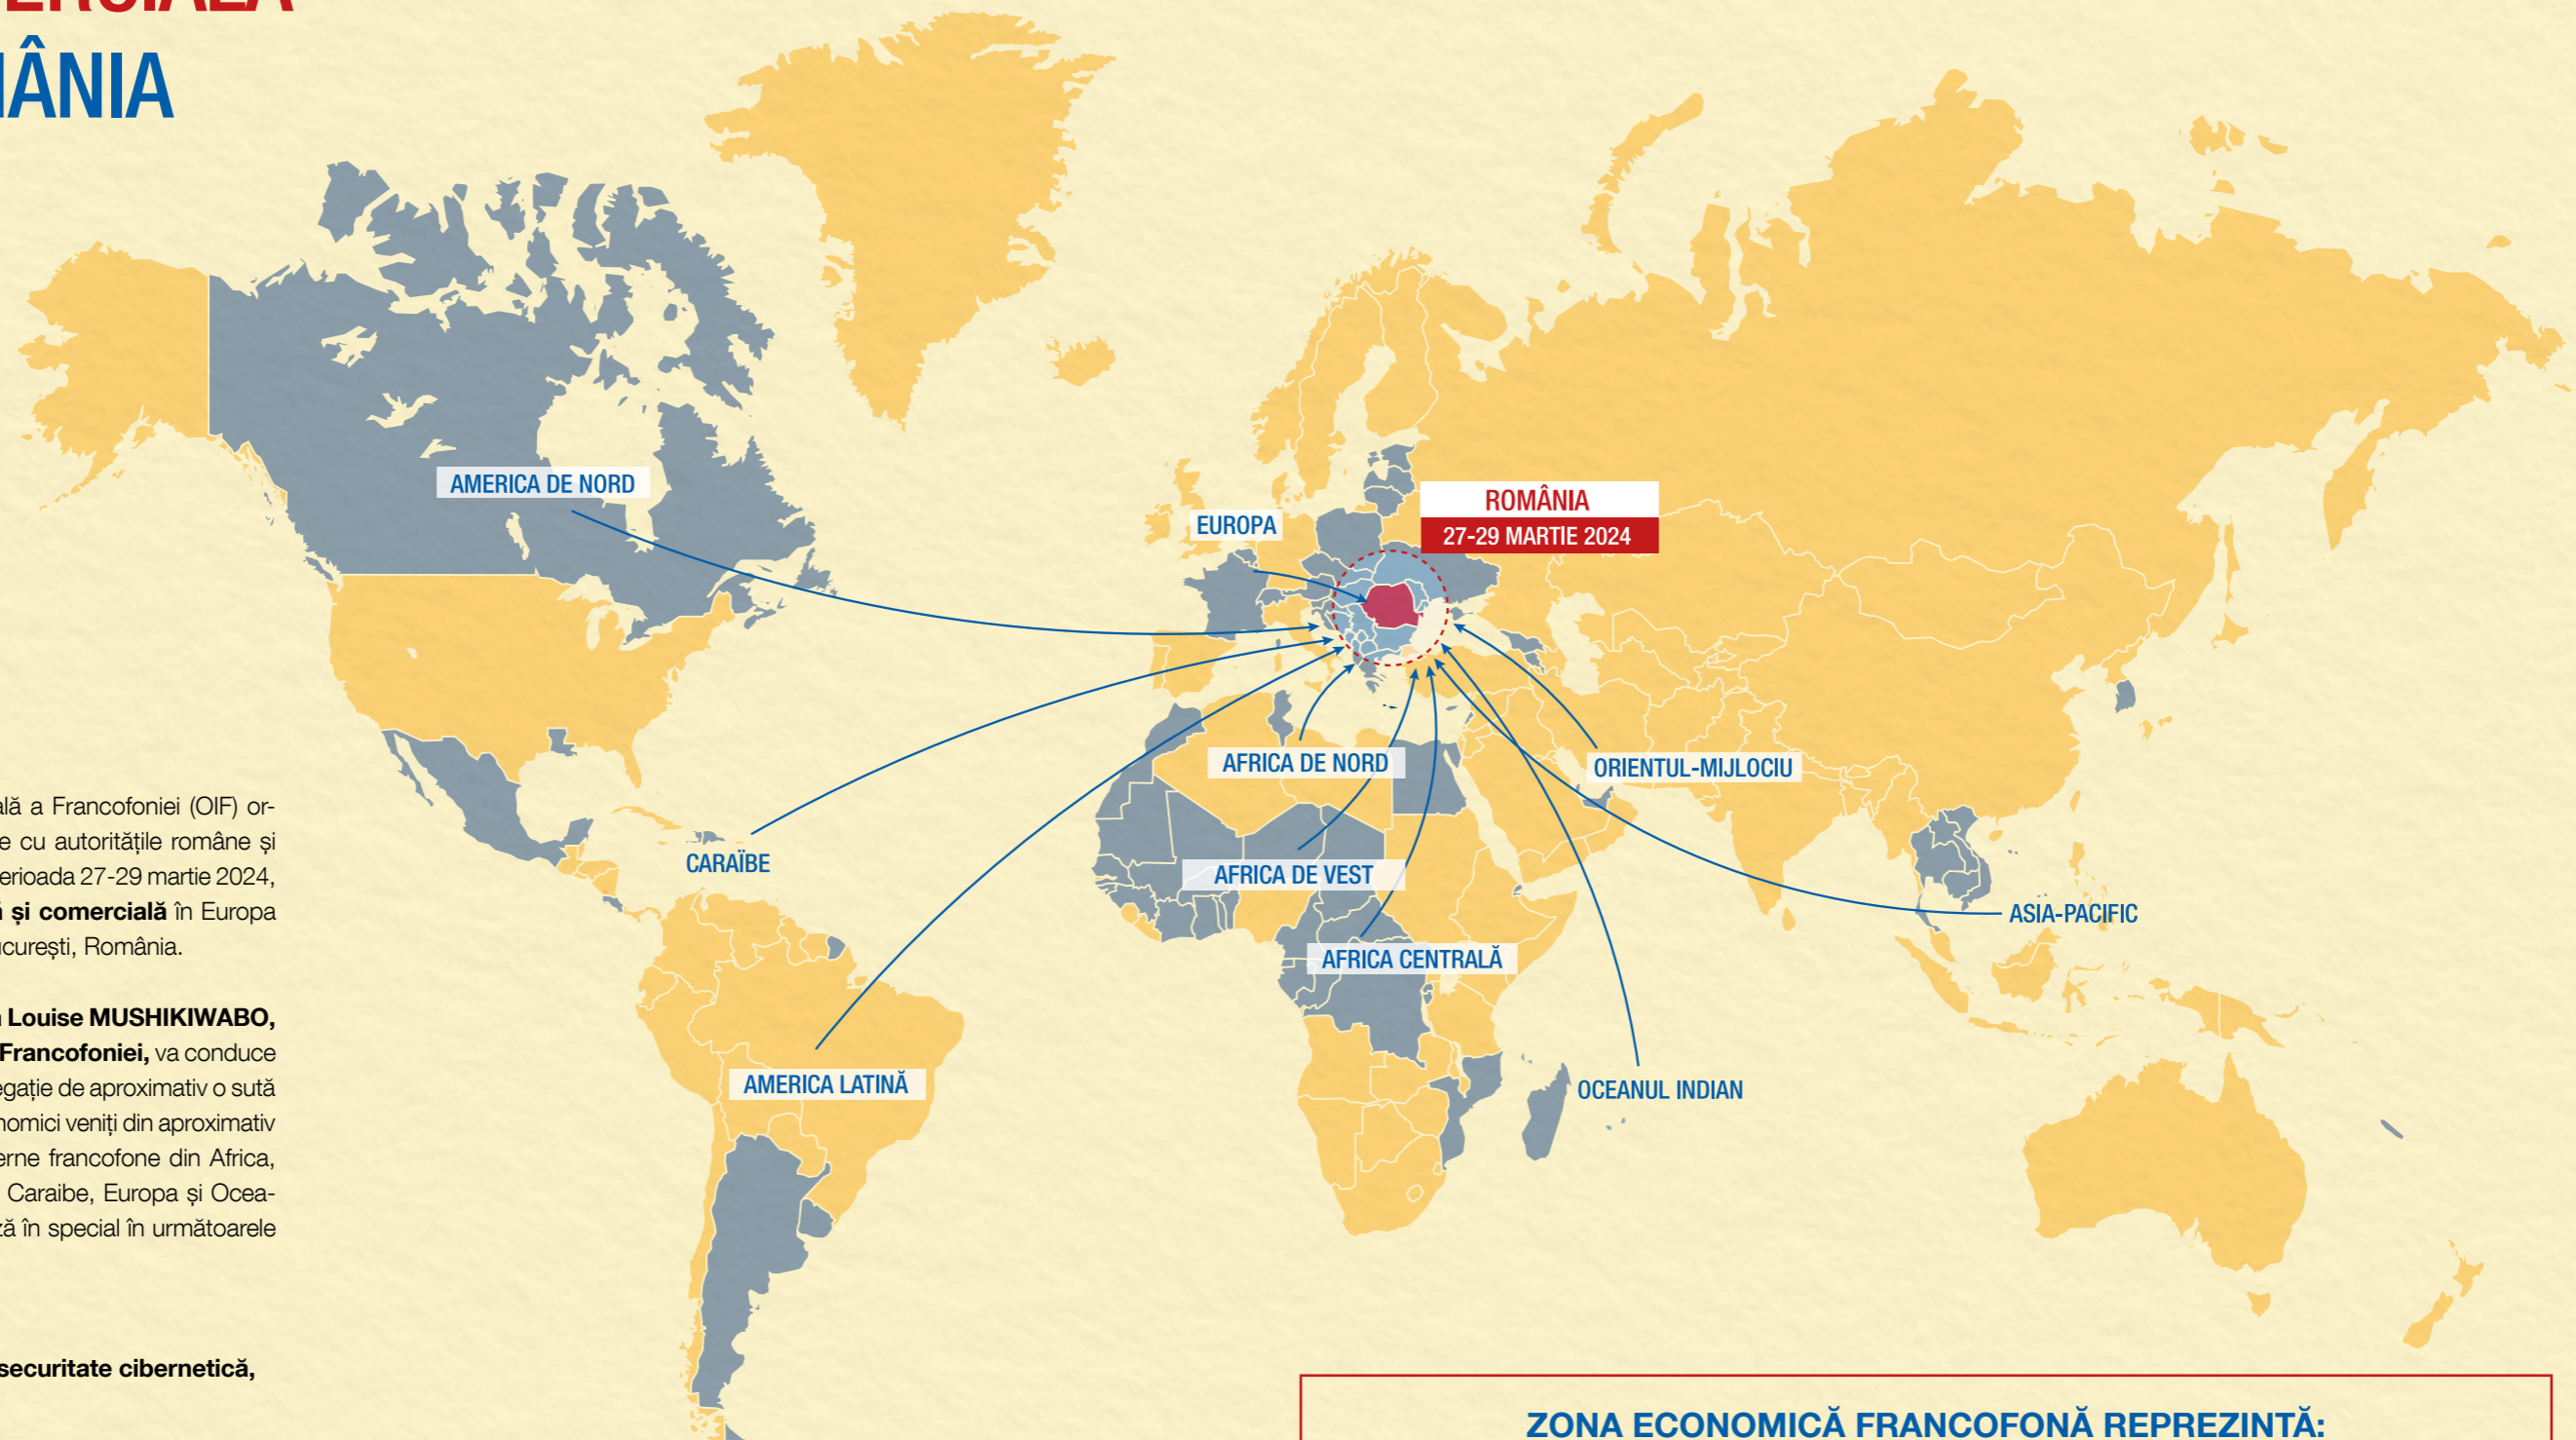 MÂNIA
AMERICA DE NORD
EUROPA
ROMÂNIA
27-29 MARTIE 2024
AFRICA DE NORD
ORIENTUL-MIJLOCIU
CARAÏBE
AFRICA DE VEST
ASIA-PACIFIC
AFRICA CENTRALĂ
AMERICA LATINĂ
OCEANUL INDIAN
ală a Francofoniei (OIF) or-
e cu autoritățile române și
erioada 27-29 martie 2024,
și comercială în Europa
cурești, România.
Louise MUSHIKIWABO,
Francofoniei, va conduce
egație de aproximativ o sută
nomici veniți din aproximativ
erne francofone din Africa,
Caraibe, Europa și Ocea-
ză în special în următoarele
securitate cibernetică,
ZONA ECONOMICĂ FRANCOFONĂ REPREZINTĂ: